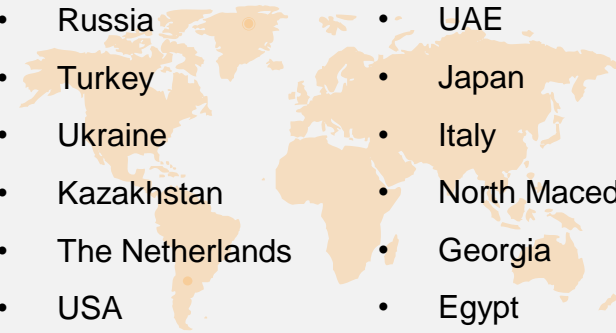 • Russia
• Turkey
• Ukraine
• Kazakhstan
• The Netherlands
• USA
• UAE
• Japan
• Italy
• North Maced
• Georgia
• Egypt